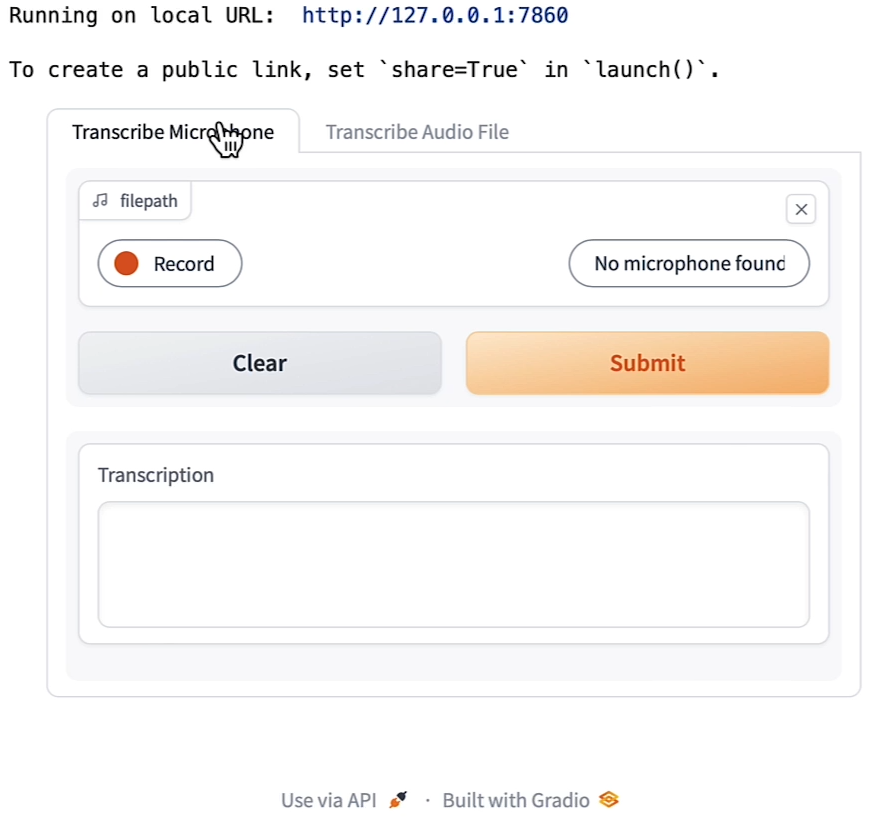 Running on local URL:  http://127.0.0.1:7860
To create a public link, set `share=True` in `launch()`.
Transcribe Microphone
Transcribe Audio File
filepath
Record
No microphone found
Clear
Submit
Transcription
Use via API · Built with Gradio